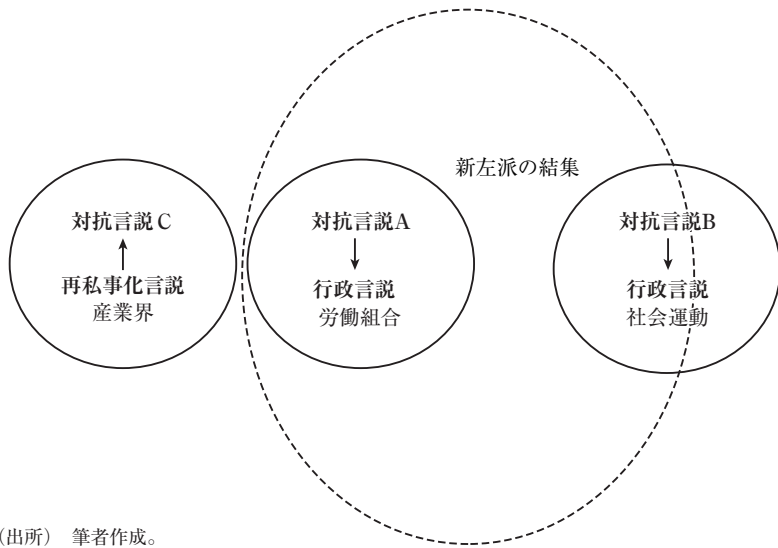 新左派の結集
対抗言説C
再私事化言説
産業界
対抗言説A
行政言説
労働組合
対抗言説B
行政言説
社会運動
(出所) 筆者作成。